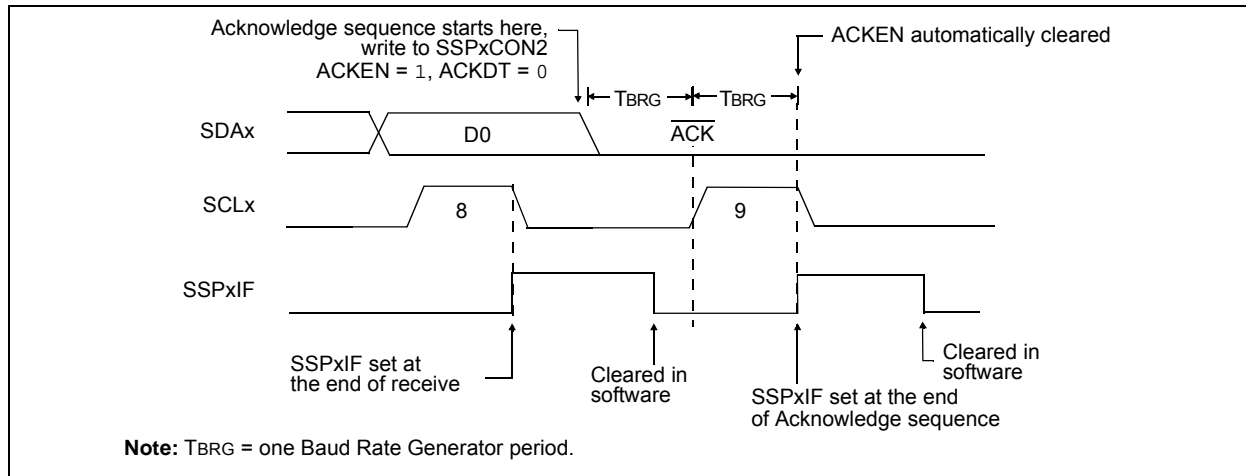 Acknowledge sequence starts here,
write to SSPxCON2
ACKEN = 1, ACKDT = 0
ACKEN automatically cleared
TBRG
TBRG
SDAx
D0
ACK
SCLx
8
9
SSPxIF
SSPxIF set at
the end of receive
Cleared in
software
SSPxIF set at the end
of Acknowledge sequence
Cleared in
software
Note: TBRG = one Baud Rate Generator period.